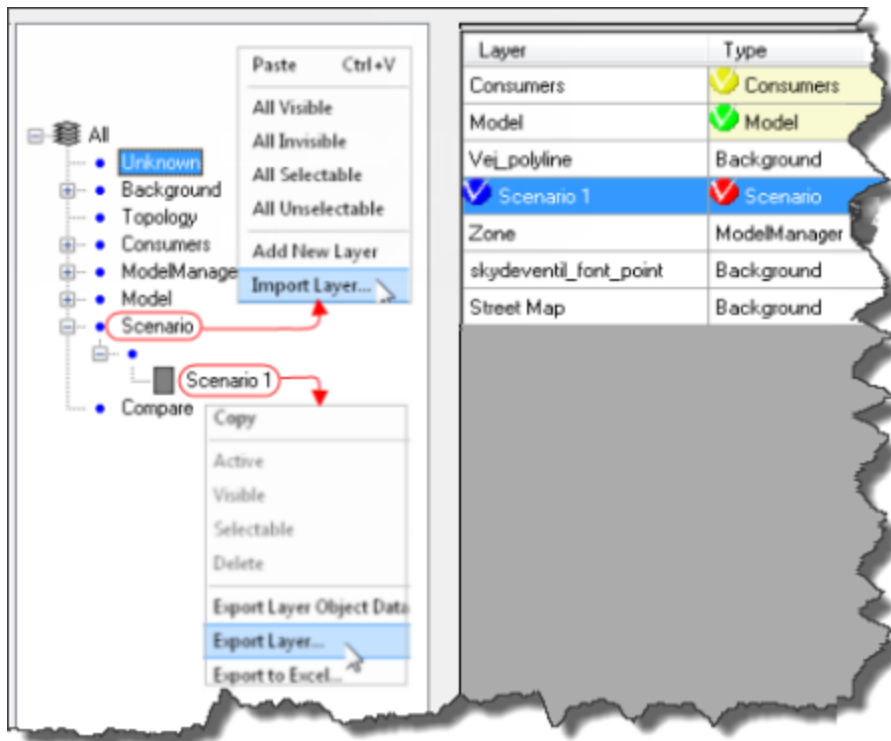 Paste Ctrl+V
All Visible
All Invisible
All Selectable
All Unselectable
Add New Layer
Import Layer...
All
Unknown
Background
Topology
Consumers
ModelManage
Model
Scenario
Scenario 1
Compare
Copy
Active
Visible
Selectable
Delete
Export Layer Object Data
Export Layer...
Export to Excel...
Layer Type
Consumers Consumers
Model Model
Vej_polyline Background
Scenario 1 Scenario
Zone ModelManager
skydeventil_font_point Background
Street Map Background